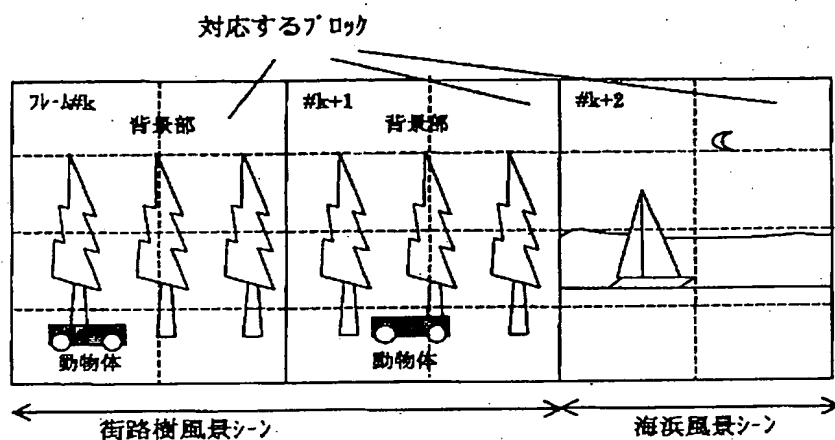 対応するブロック
フレーム#k
#k+1
#k+2
背景部
背景部
動物体
動物体
街路樹風景シーン
海浜風景シーン